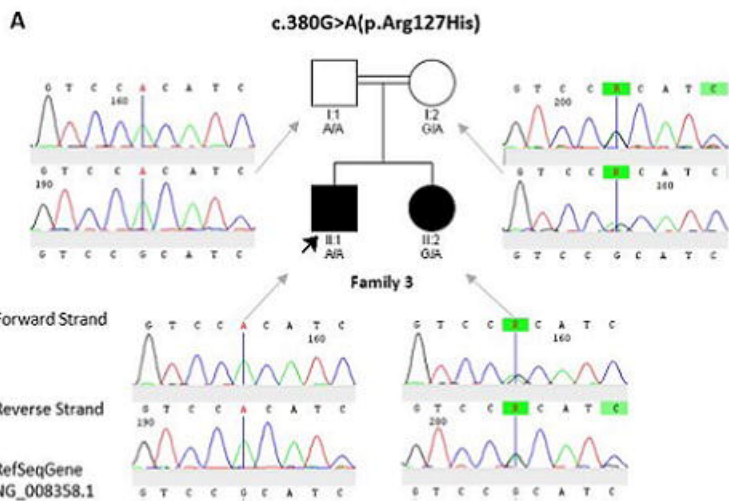 A
c.380G>A(p.Arg127His)
G T C C A C A T C
160
G T C C A C A T C
190
G T C C G C A T C
I:1
A/A
I:2
G/A
G T C C R C A T C
200
G T C C R C A T C
160
G T C C G C A T C
II:1
A/A
II:2
G/A
Family 3
Forward Strand
G T C C A C A T C
160
G T C C R C A T C
160
Reverse Strand
G T C C A C A T C
190
G T C C R C A T C
200
RefSeqGene
NG_008358.1
G T C C G C A T C
G T C C G C A T C